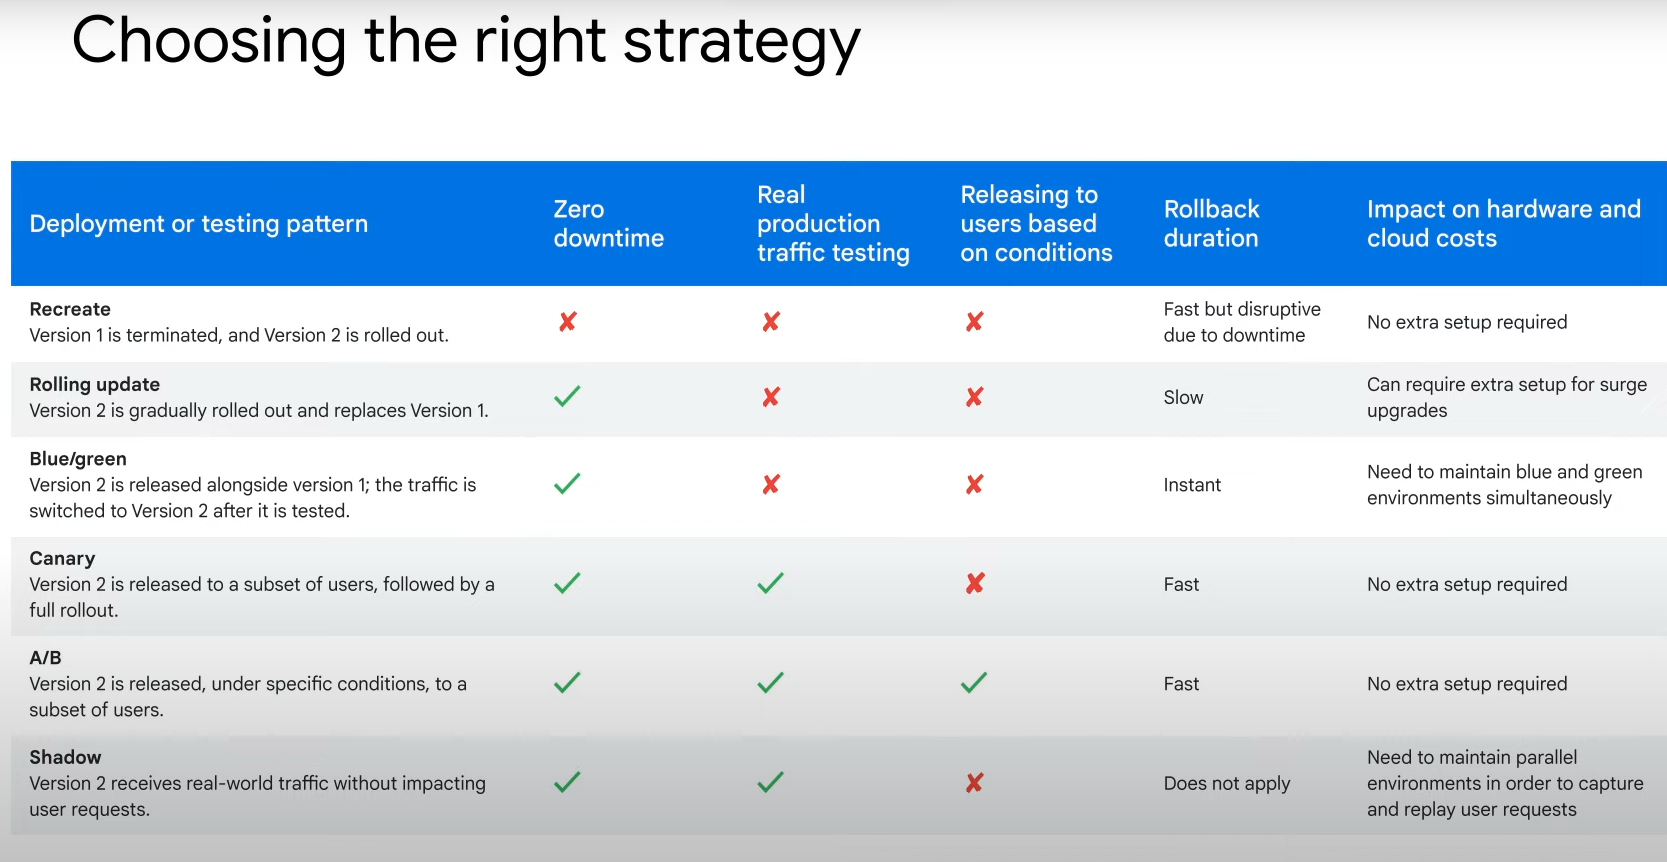 Choosing the right strategy
Deployment or testing pattern
Zero
downtime
Real
production
traffic testing
Releasing to
users based
on conditions
Rollback
duration
Impact on hardware and
cloud costs
Recreate
Version 1 is terminated, and Version 2 is rolled out.
✘
✘
✘
Fast but disruptive
due to downtime
No extra setup required
Rolling update
Version 2 is gradually rolled out and replaces Version 1.
✓
✘
✘
Slow
Can require extra setup for surge
upgrades
Blue/green
Version 2 is released alongside version 1; the traffic is
switched to Version 2 after it is tested.
✓
✘
✘
Instant
Need to maintain blue and green
environments simultaneously
Canary
Version 2 is released to a subset of users, followed by a
full rollout.
✓
✓
✘
Fast
No extra setup required
A/B
Version 2 is released, under specific conditions, to a
subset of users.
✓
✓
✓
Fast
No extra setup required
Shadow
Version 2 receives real-world traffic without impacting
user requests.
✓
✓
✘
Does not apply
Need to maintain parallel
environments in order to capture
and replay user requests